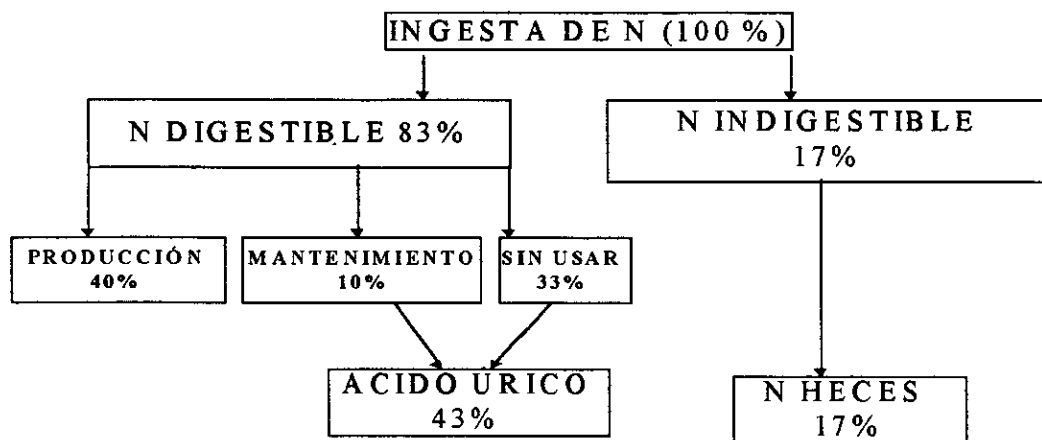 INGESTA DE N (100 %)
N DIGESTIBLE 83%
N INDIGESTIBLE
17%
PRODUCCIÓN
40%
MANTENIMIENTO
10%
SIN USAR
33%
ACIDO URICO
43%
N HECES
17%